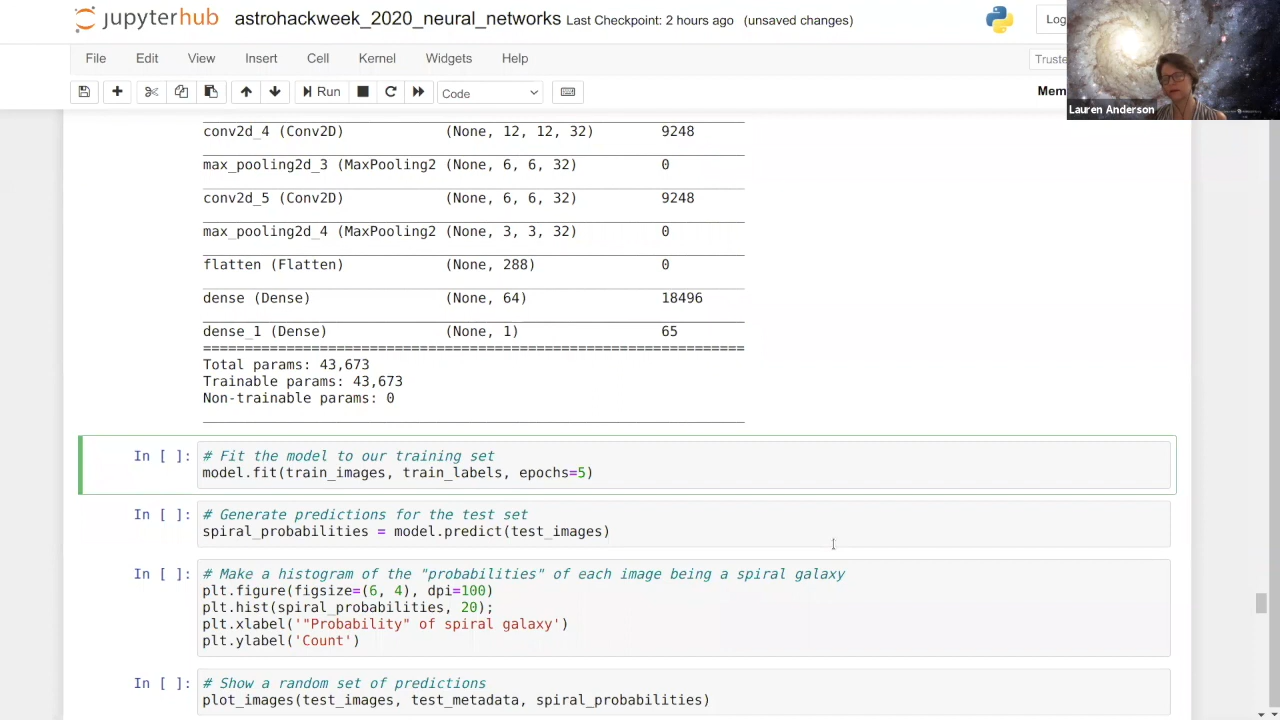 jupyterhub astrohaakweek_2020_neural_networks Last Checkpoint: 2 hours ago (unsaved changes)
File Edit View Insert Cell Kernel Widgets Help
Run Code
Lauren Anderson
conv2d_4 (Conv2D) (None, 12, 12, 32) 9248
max_pooling2d_3 (MaxPooling2 (None, 6, 6, 32) 0
conv2d_5 (Conv2D) (None, 6, 6, 32) 9248
max_pooling2d_4 (MaxPooling2 (None, 3, 3, 32) 0
flatten (Flatten) (None, 288) 0
dense (Dense) (None, 64) 18496
dense_1 (Dense) (None, 1) 65
Total params: 43,673
Trainable params: 43,673
Non-trainable params: 0
In [ ]: # Fit the model to our training set
model.fit(train_images, train_labels, epochs=5)
In [ ]: # Generate predictions for the test set
spiral_probabilities = model.predict(test_images)
In [ ]: # Make a histogram of the "probabilities" of each image being a spiral galaxy
plt.figure(figsize=(6, 4), dpi=100)
plt.hist(spiral_probabilities, 20);
plt.xlabel('"Probability" of spiral galaxy')
plt.ylabel('Count')
In [ ]: # Show a random set of predictions
plot_images(test_images, test_metadata, spiral_probabilities)